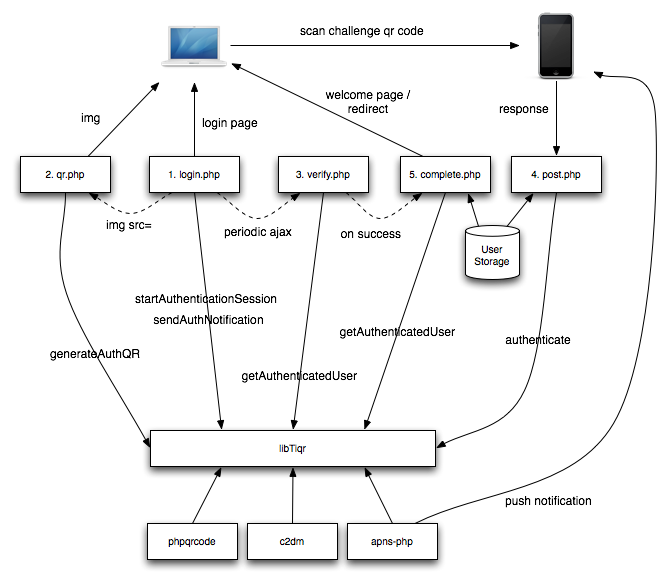 scan challenge qr code
img
login page
welcome page /
redirect
response
2. qr.php
1. login.php
3. verify.php
5. complete.php
4. post.php
img src=
periodic ajax
on success
User
Storage
startAuthenticationSession
sendAuthNotification
getAuthenticatedUser
authenticate
generateAuthQR
getAuthenticatedUser
libTiqr
push notification
phpqrcode
c2dm
apns-php